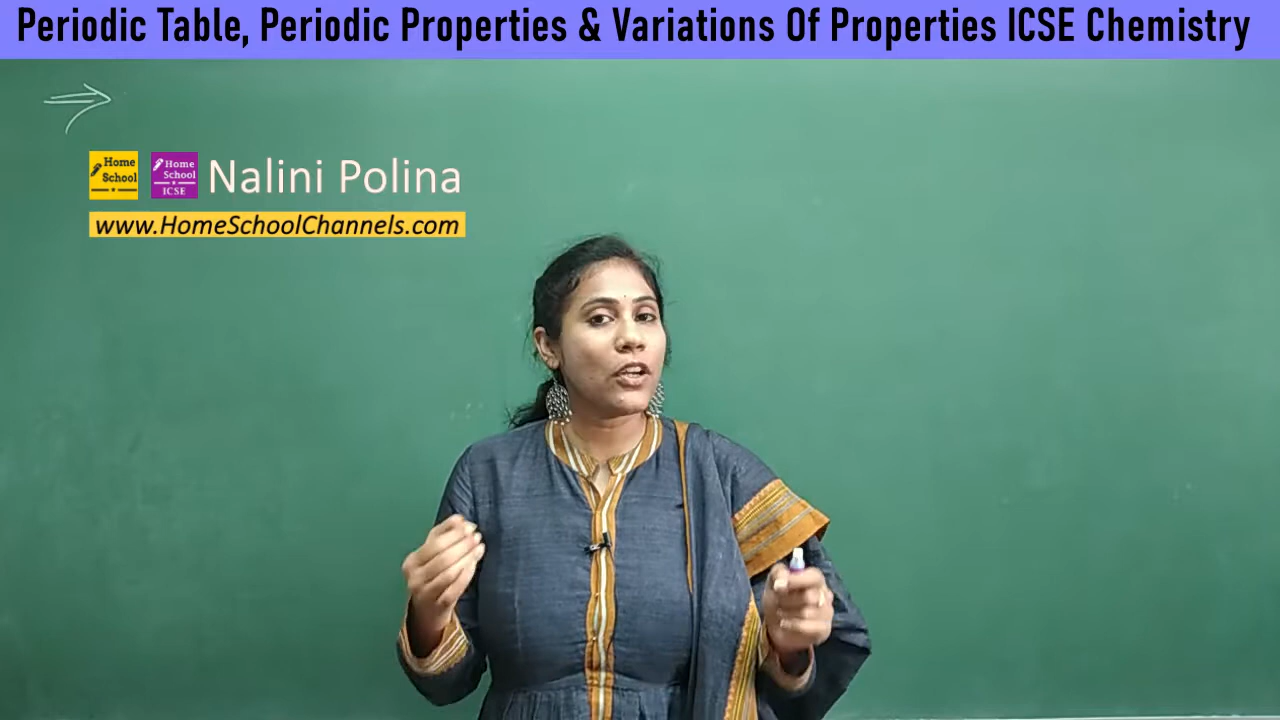 Periodic Table, Periodic Properties & Variations Of Properties ICSE Chemistry
Home School
Home School ICSE
Nalini Polina
www.HomeSchoolChannels.com